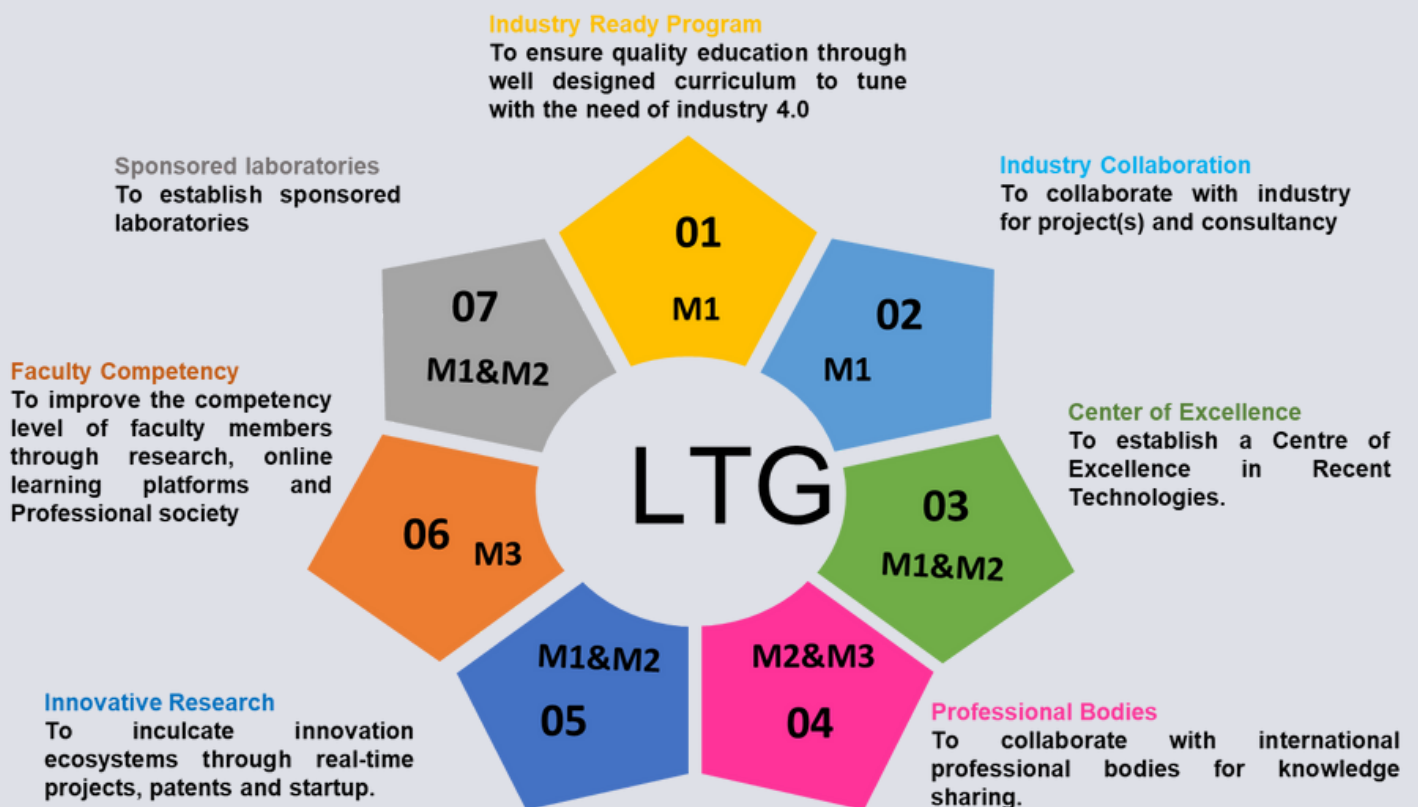 Industry Ready Program
To ensure quality education through
well designed curriculum to tune
with the need of industry 4.0
Sponsored laboratories
To establish sponsored
laboratories
Industry Collaboration
To collaborate with industry
for project(s) and consultancy
01
M1
02
M1
07
M1&M2
Faculty Competency
To improve the competency
level of faculty members
through research, online
learning platforms and
Professional society
Center of Excellence
To establish a Centre of
Excellence in Recent
Technologies.
LTG
03
M1&M2
06
M3
M1&M2
05
M2&M3
04
Innovative Research
To inculcate innovation
ecosystems through real-time
projects, patents and startup.
Professional Bodies
To collaborate with international
professional bodies for knowledge
sharing.